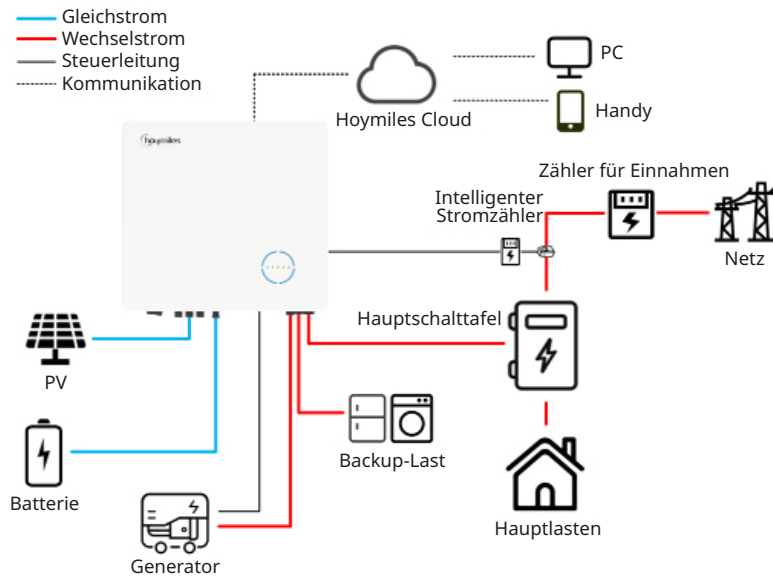 Gleichstrom
Wechselstrom
Steuerleitung
Kommunikation
PC
Hoymiles Cloud
Handy
hoymiles
Zähler für Einnahmen
Intelligenter
Stromzähler
Netz
Hauptschalttafel
PV
Backup-Last
Batterie
Hauptlasten
Generator